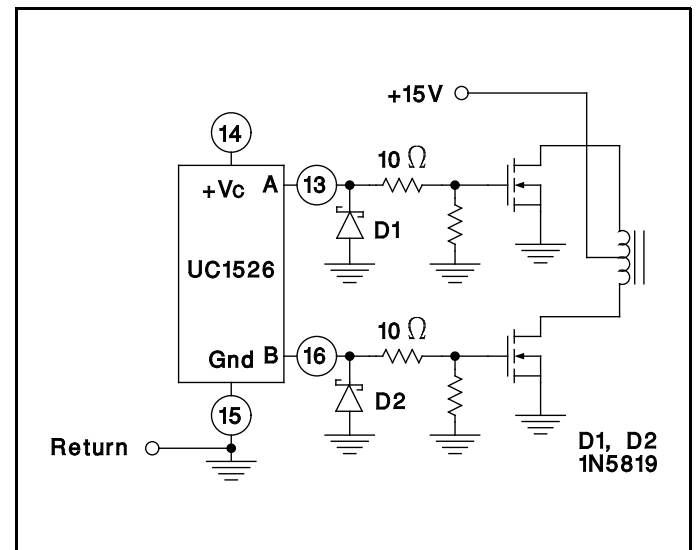 +15V
14
10 Ω
+Vc A 13
D1
UC1526
10 Ω
Gnd B 16
D2
15
Return
D1, D2
1N5819